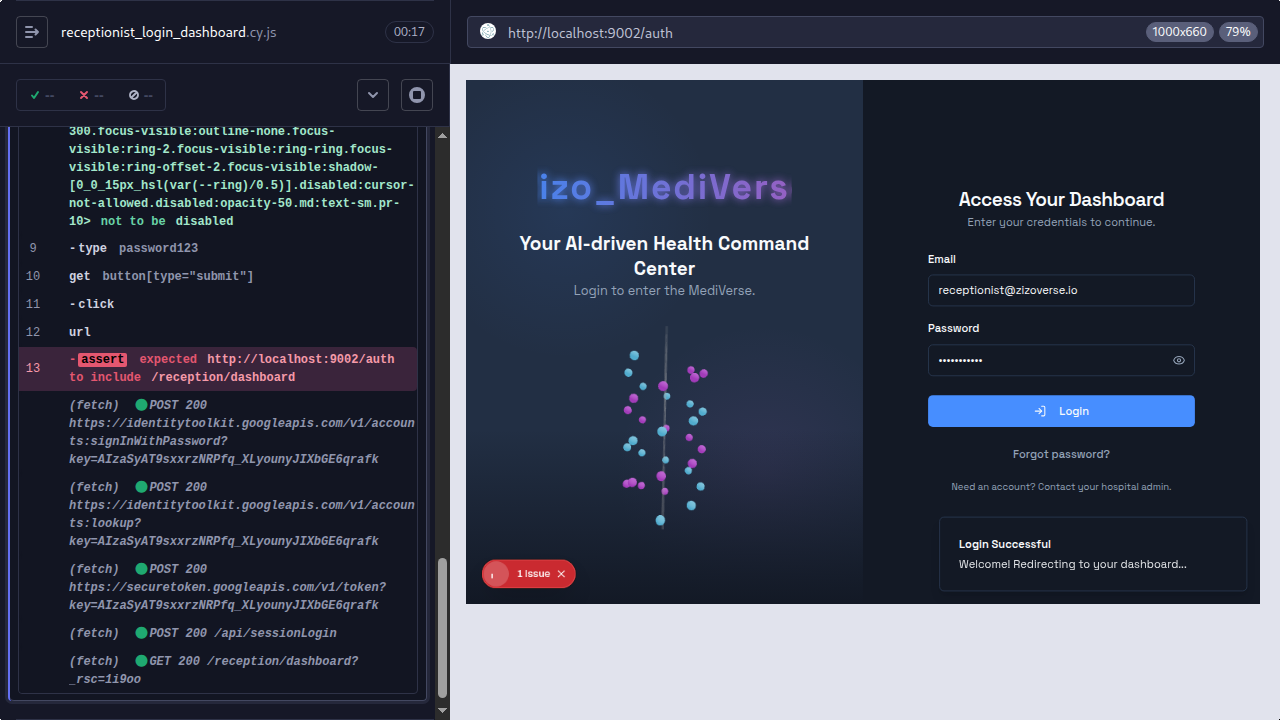 receptionist_login_dashboard.cy.js
00:17
http://localhost:9002/auth
1000x660
79%
--
--
--
300.focus-visible:outline-none.focus-
visible:ring-2.focus-visible:ring-ring.focus-
visible:ring-offset-2.focus-visible:shadow-
[0_0_15px_hsl(var(--ring)/0.5)].disabled:cursor-
not-allowed.disabled:opacity-50.md:text-sm.pr-
10> not to be disabled
9 -type password123
10 get button[type="submit"]
11 -click
12 url
13 -assert expected http://localhost:9002/auth
to include /reception/dashboard
(fetch) POST 200
https://identitytoolkit.googleapis.com/v1/accoun
ts:signInWithPassword?
key=AIzaSyAT9sxxrzNRPfq_XLyounyJIXbGE6qrafk
(fetch) POST 200
https://identitytoolkit.googleapis.com/v1/accoun
ts:lookup?
key=AIzaSyAT9sxxrzNRPfq_XLyounyJIXbGE6qrafk
(fetch) POST 200
https://securetoken.googleapis.com/v1/token?
key=AIzaSyAT9sxxrzNRPfq_XLyounyJIXbGE6qrafk
(fetch) POST 200 /api/sessionLogin
(fetch) GET 200 /reception/dashboard?
_rsc=1i9oo
izo_MediVers
Your AI-driven Health Command
Center
Login to enter the MediVerse.
1 Issue
Access Your Dashboard
Enter your credentials to continue.
Email
receptionist@zizoverse.io
Password
•••••••••••
Login
Forgot password?
Need an account? Contact your hospital admin.
Login Successful
Welcome! Redirecting to your dashboard...